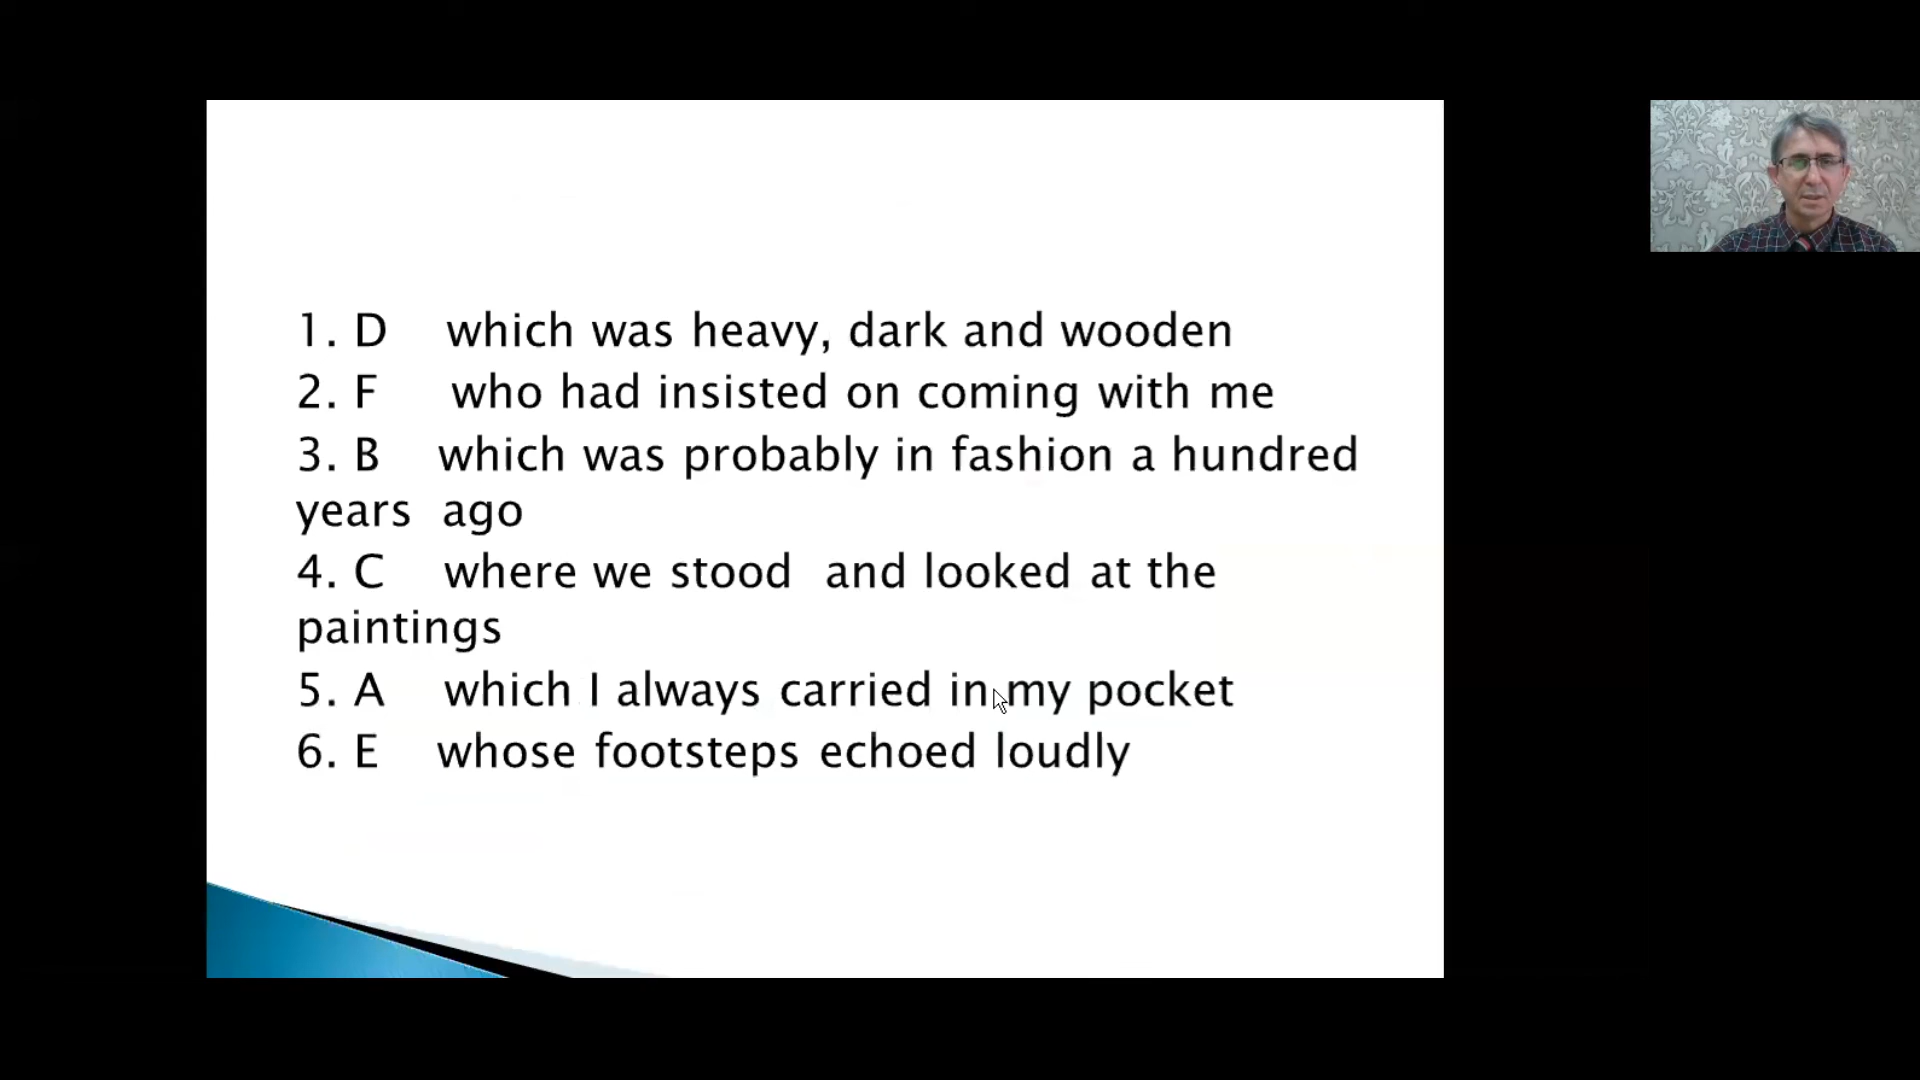 1. D which was heavy, dark and wooden
2. F who had insisted on coming with me
3. B which was probably in fashion a hundred
years ago
4. C where we stood and looked at the
paintings
5. A which I always carried in my pocket
6. E whose footsteps echoed loudly